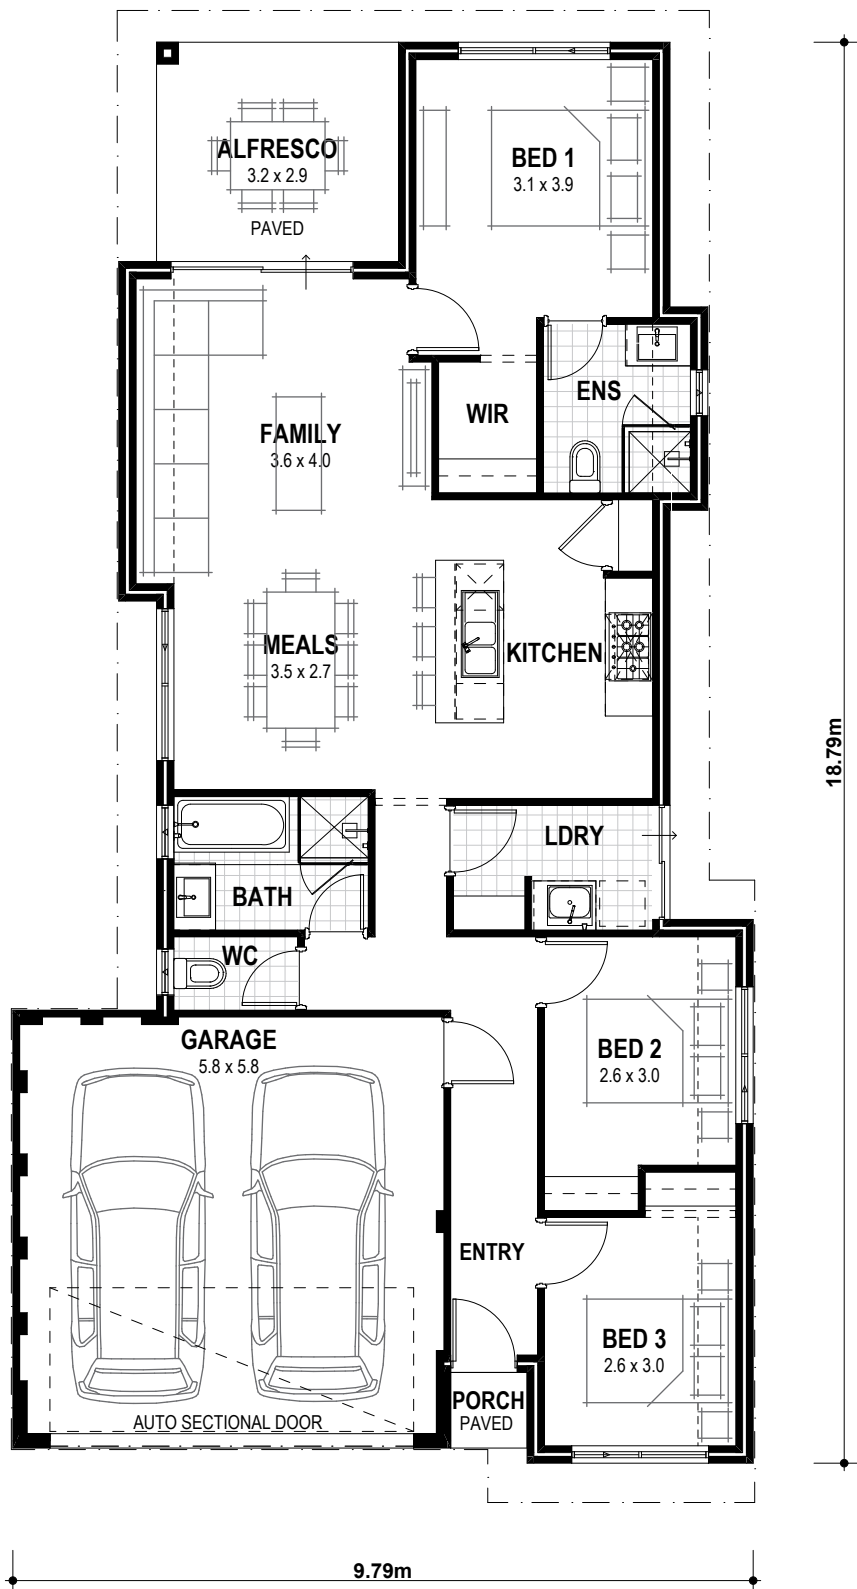 ALFRESCO
3.2 x 2.9
PAVED
BED 1
3.1 x 3.9
ENS
WIR
FAMILY
3.6 x 4.0
MEALS
3.5 x 2.7
KITCHEN
18.79m
LDRY
BATH
WC
GARAGE
5.8 x 5.8
BED 2
2.6 x 3.0
ENTRY
BED 3
2.6 x 3.0
PORCH
PAVED
AUTO SECTIONAL DOOR
9.79m